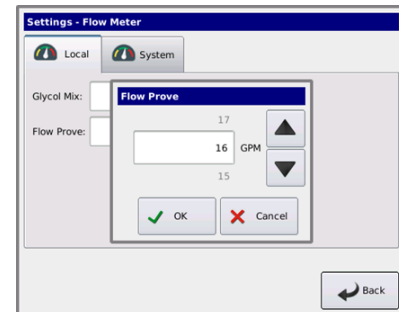 Settings - Flow Meter
Local System
Glycol Mix:
Flow Prove:
Flow Prove
17
16 GPM
15
OK Cancel
Back